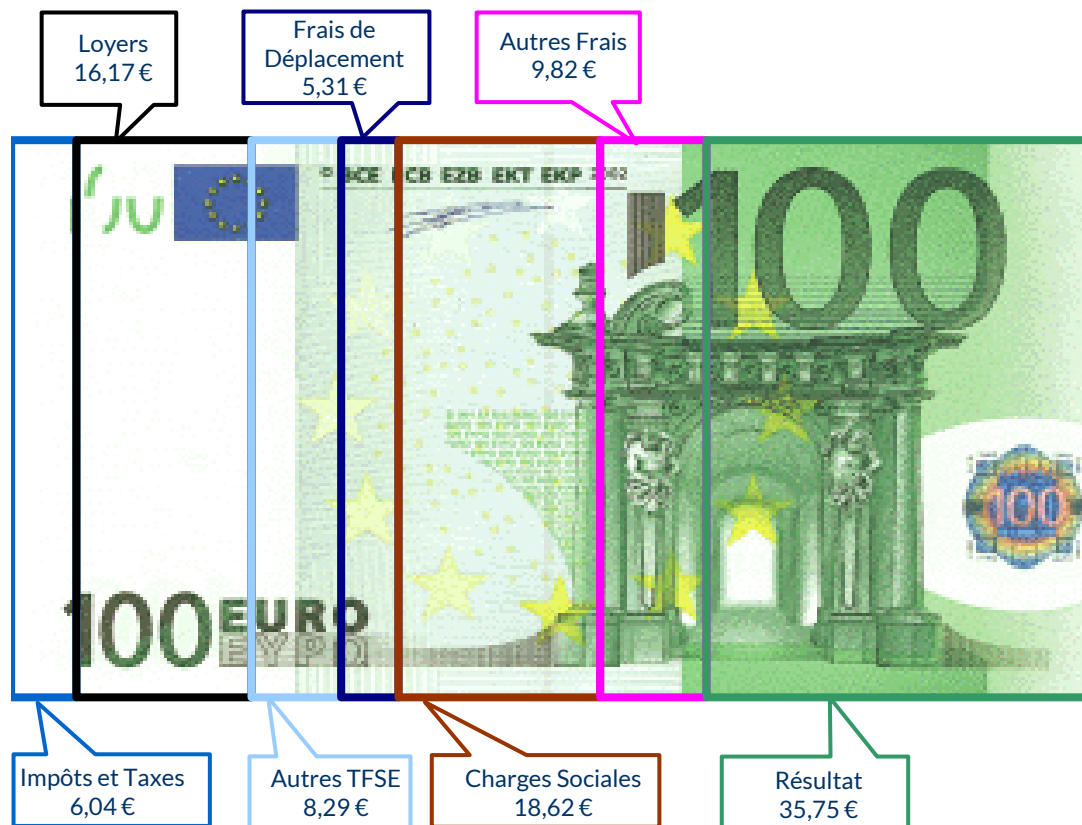 Loyers
16,17 €
Frais de
Déplacement
5,31 €
Autres Frais
9,82 €
BCE ECB EZB EKT EKP 2002
100
100 EURO
ΕΥΡΩ
100
Impôts et Taxes
6,04 €
Autres TFSE
8,29 €
Charges Sociales
18,62 €
Résultat
35,75 €